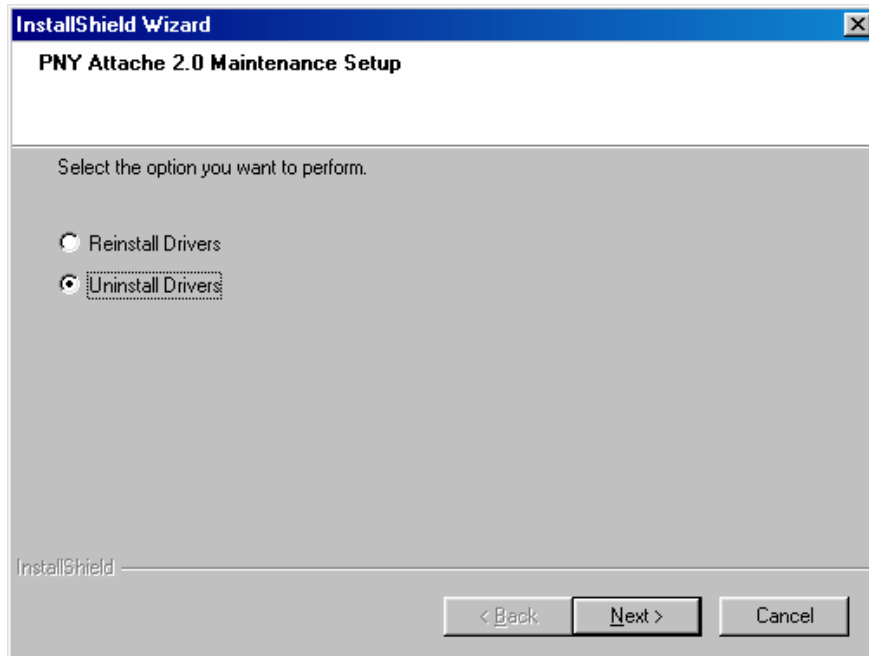 InstallShield Wizard
PNY Attache 2.0 Maintenance Setup
Select the option you want to perform.
Reinstall Drivers
Uninstall Drivers
InstallShield
< Back Next > Cancel